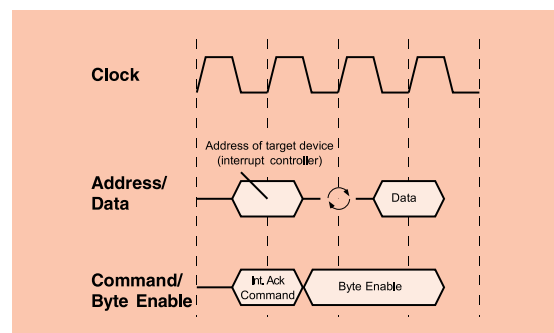 Clock
Address of target device
(interrupt controller)
Address/
Data
Data
Command/
Byte Enable
Int. Ack
Command
Byte Enable